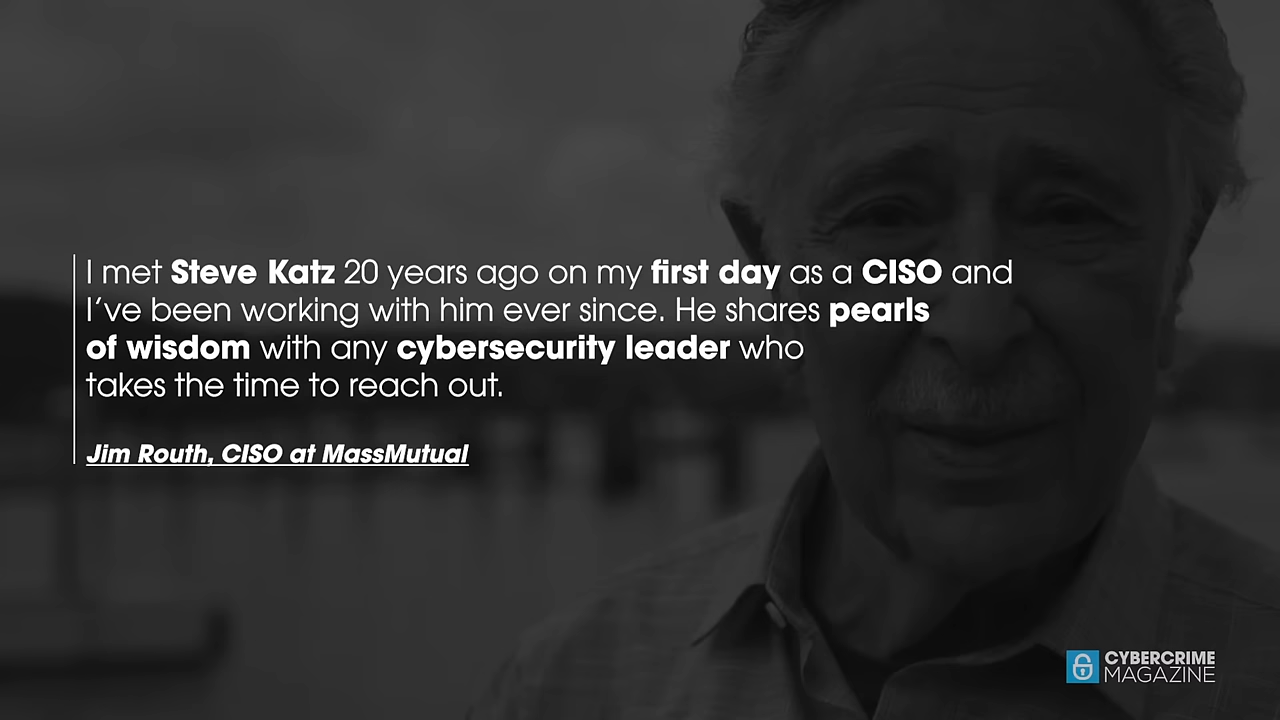 I met Steve Katz 20 years ago on my first day as a CISO and
I’ve been working with him ever since. He shares pearls
of wisdom with any cybersecurity leader who
takes the time to reach out.
Jim Routh, CISO at MassMutual
CYBERCRIME
MAGAZINE